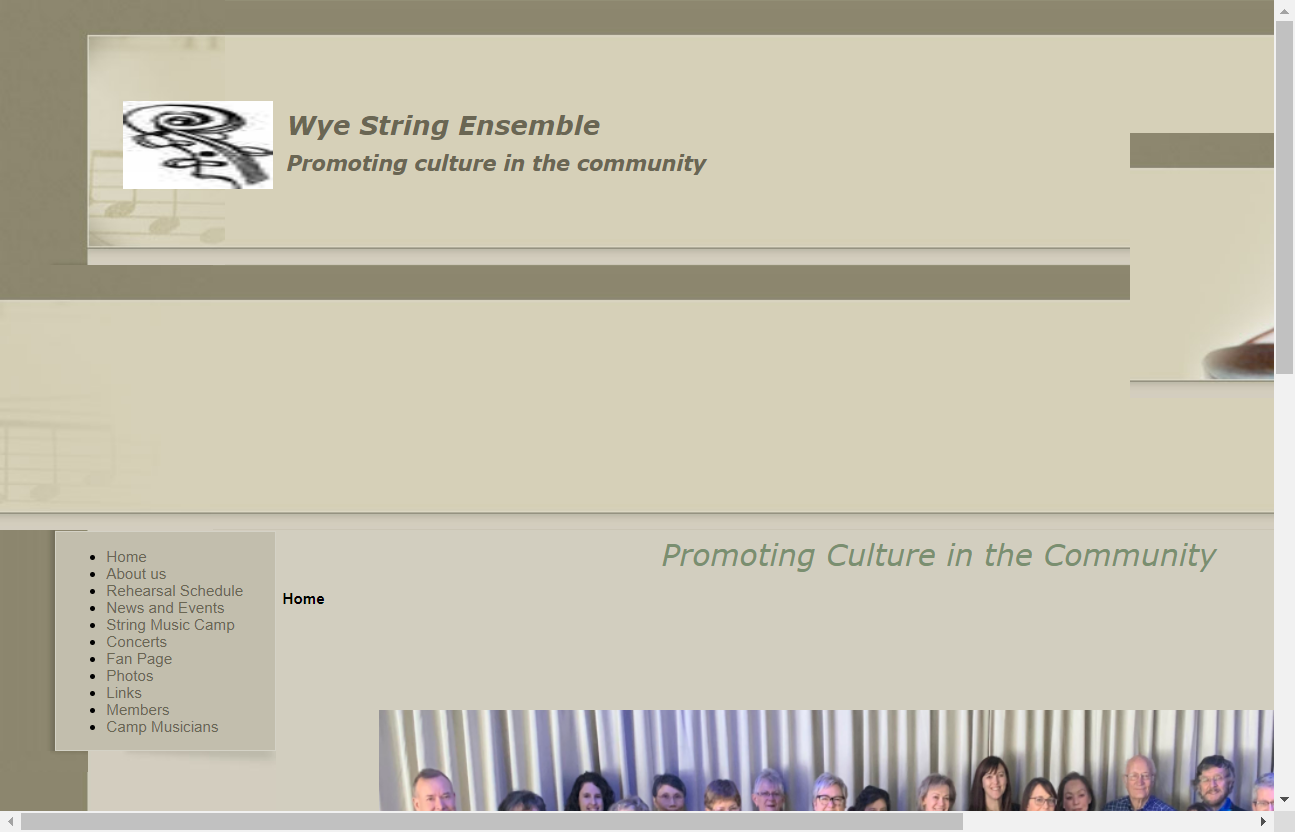 Wye String Ensemble
Promoting culture in the community
Home
About us
Rehearsal Schedule
News and Events
String Music Camp
Concerts
Fan Page
Photos
Links
Members
Camp Musicians
Promoting Culture in the Community
Home